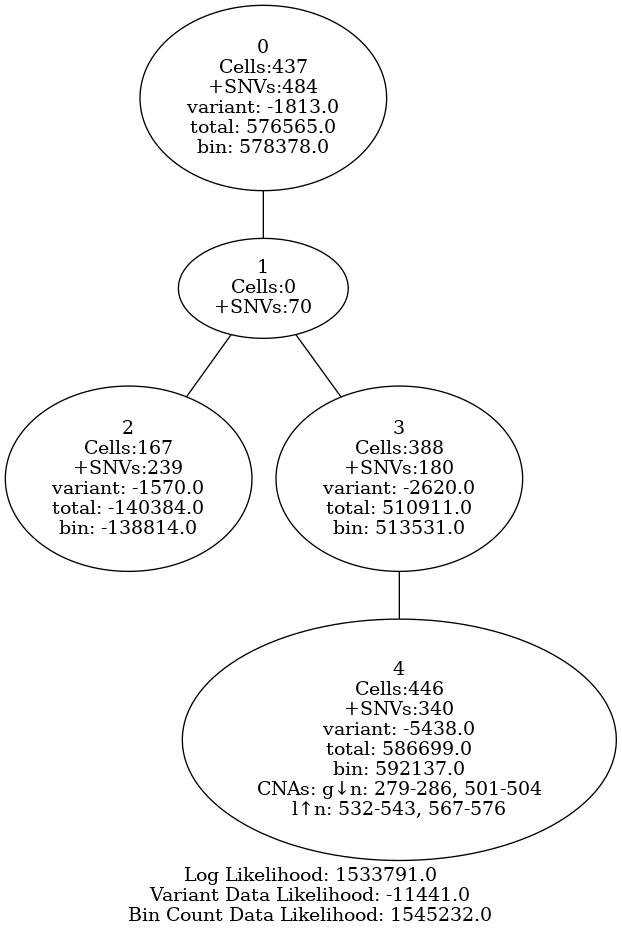 0
Cells:437
+SNVs:484
variant: -1813.0
total: 576565.0
bin: 578378.0
1
Cells:0
+SNVs:70
2
Cells:167
+SNVs:239
variant: -1570.0
total: -140384.0
bin: -138814.0
3
Cells:388
+SNVs:180
variant: -2620.0
total: 510911.0
bin: 513531.0
4
Cells:446
+SNVs:340
variant: -5438.0
total: 586699.0
bin: 592137.0
CNAs: g↓n: 279-286, 501-504
l↑n: 532-543, 567-576
Log Likelihood: 1533791.0
Variant Data Likelihood: -11441.0
Bin Count Data Likelihood: 1545232.0